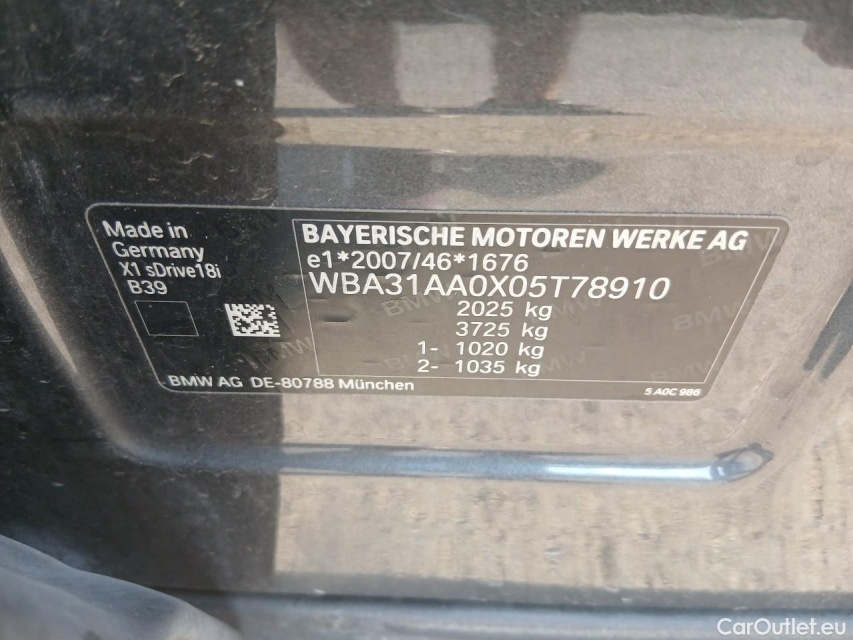 Made in
Germany
X1 sDrive18i
B39
BAYERISCHE MOTOREN WERKE AG
e1*2007/46*1676
WBA31AA0X05T78910
2025 kg
3725 kg
1- 1020 kg
2- 1035 kg
BMW AG DE-80788 München
5 A0C 986
CarOutlet.eu